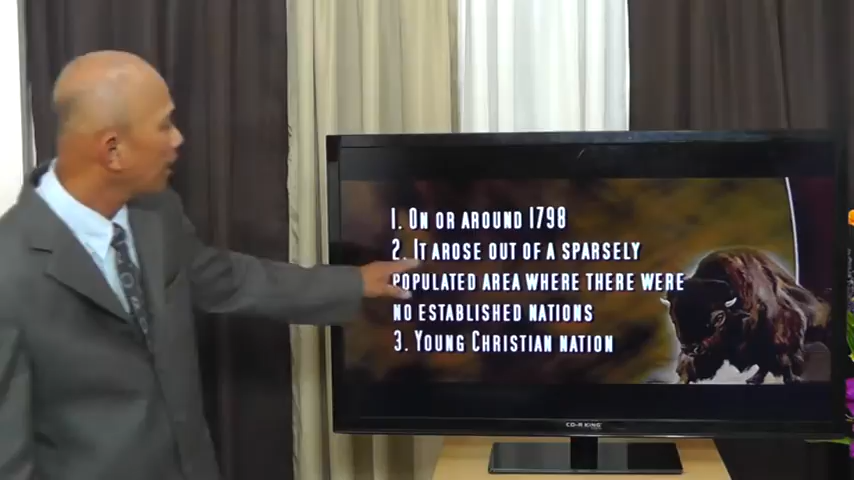 1. On or around 1798
2. It arose out of a sparsely
populated area where there were
no established nations
3. Young Christian nation
CD-R KING